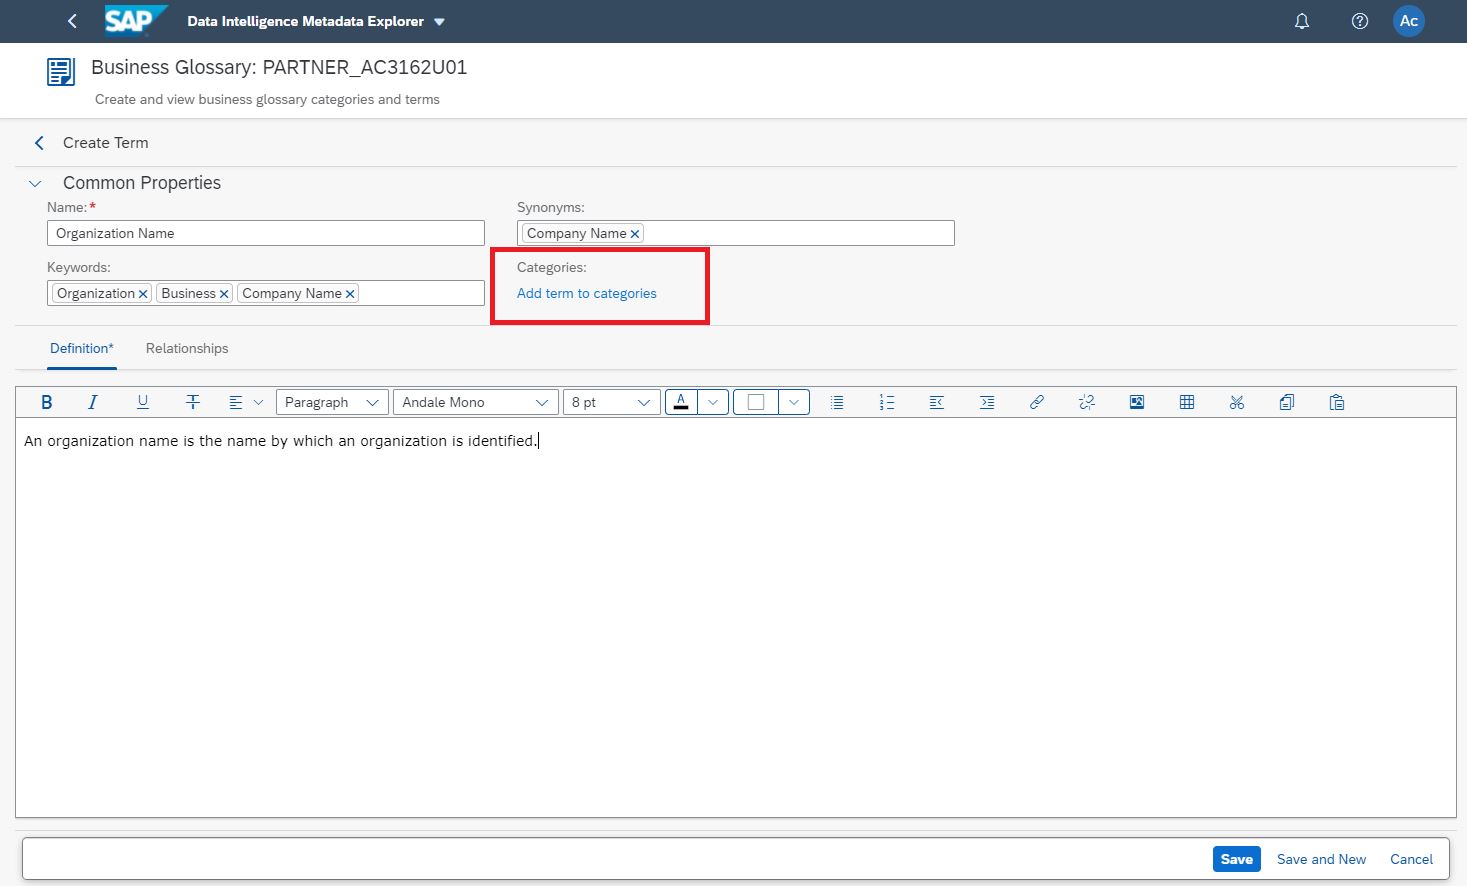 SAP Data Intelligence Metadata Explorer Ac
Business Glossary: PARTNER_AC3162U01
Create and view business glossary categories and terms
Create Term
Common Properties
Name:* Synonyms:
Organization Name Company Name
Keywords: Categories:
Organization Business Company Name Add term to categories
Definition* Relationships
B I U T Paragraph Andale Mono 8 pt A
An organization name is the name by which an organization is identified.
Save Save and New Cancel